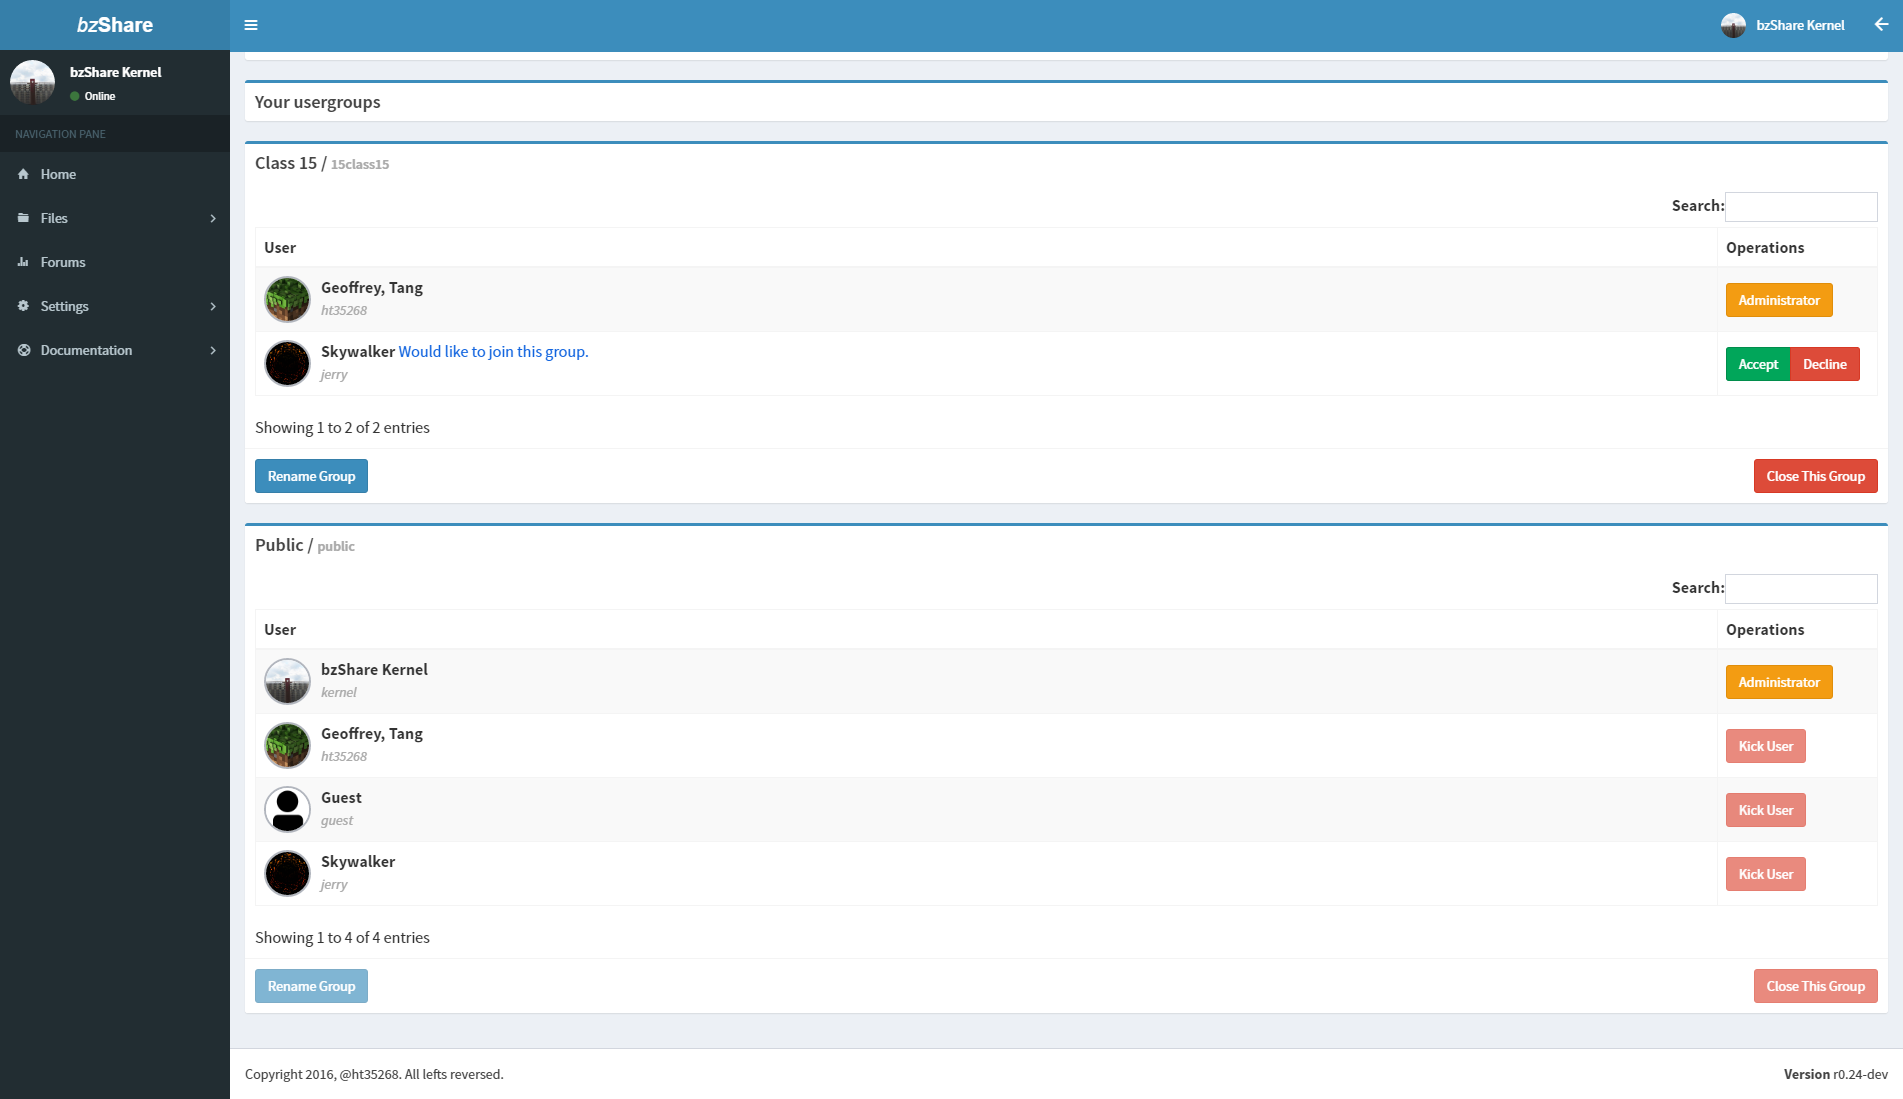 bzShare
bzShare Kernel
bzShare Kernel
Online
NAVIGATION PANE
Home
Files
Forums
Settings
Documentation
Your usergroups
Class 15 / 15class15
Search:
User Operations
Geoffrey, Tang
ht35268
Administrator
Skywalker Would like to join this group.
jerry
Accept Decline
Showing 1 to 2 of 2 entries
Rename Group Close This Group
Public / public
Search:
User Operations
bzShare Kernel
kernel
Administrator
Geoffrey, Tang
ht35268
Kick User
Guest
guest
Kick User
Skywalker
jerry
Kick User
Showing 1 to 4 of 4 entries
Rename Group Close This Group
Copyright 2016, @ht35268. All lefts reversed. Version r0.24-dev